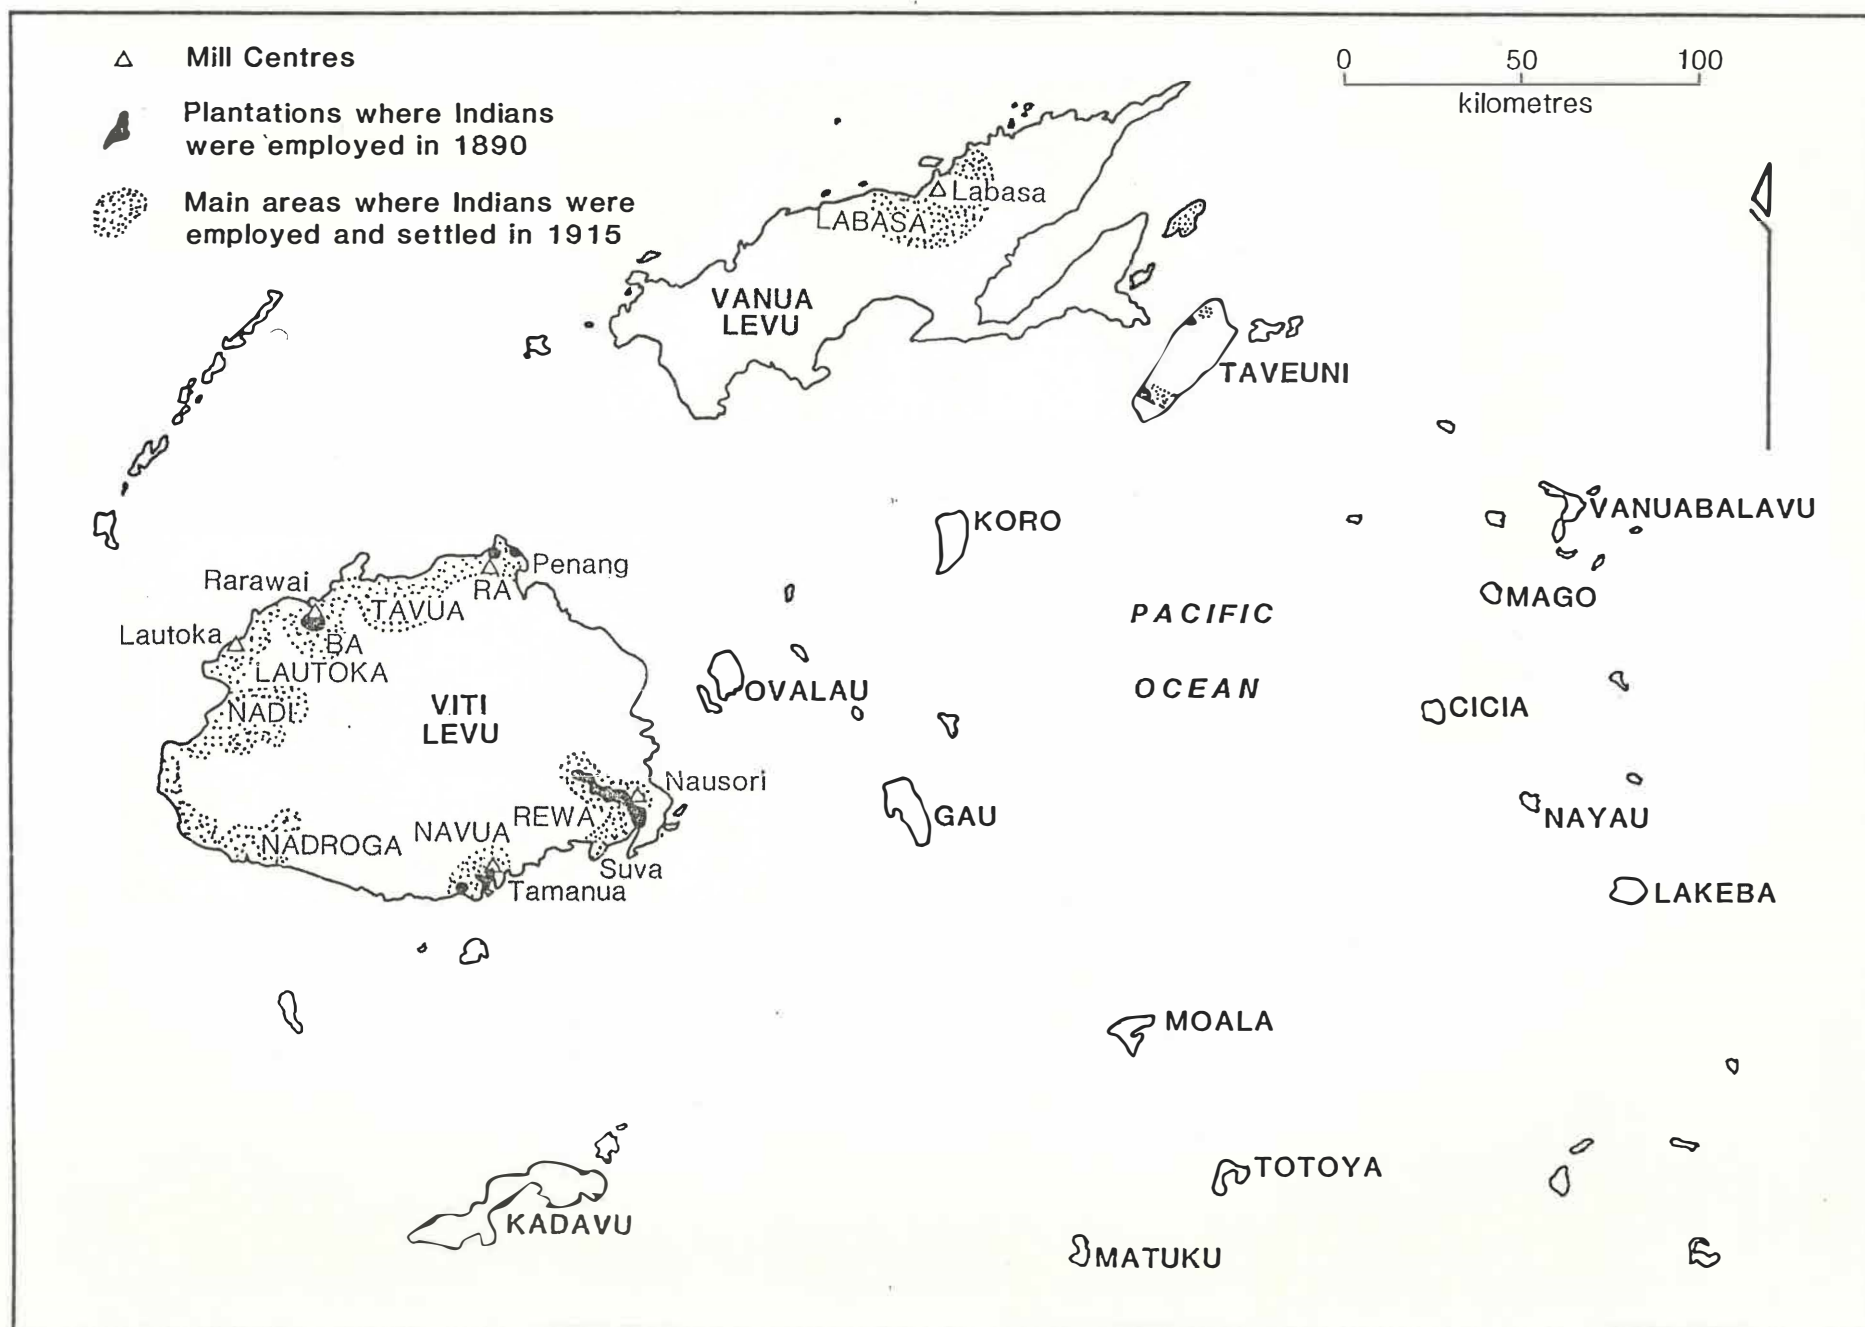 Mill Centres
Plantations where Indians
were employed in 1890
Main areas where Indians were
employed and settled in 1915
0 50 100
kilometres
Labasa
LABASA
VANUA
LEVU
TAVEUNI
KORO
VANUABALAVU
MAGO
Penang
Rarawai
RA
TAVUA
Lautoka
BA
LAUTOKA
NADI
VITI
LEVU
OVALAU
PACIFIC
OCEAN
CICIA
Nausori
REWA
NAVUA
NADROGA
Suva
Tamanua
GAU
NAYAU
LAKEBA
MOALA
TOTOYA
KADAVU
MATUKU